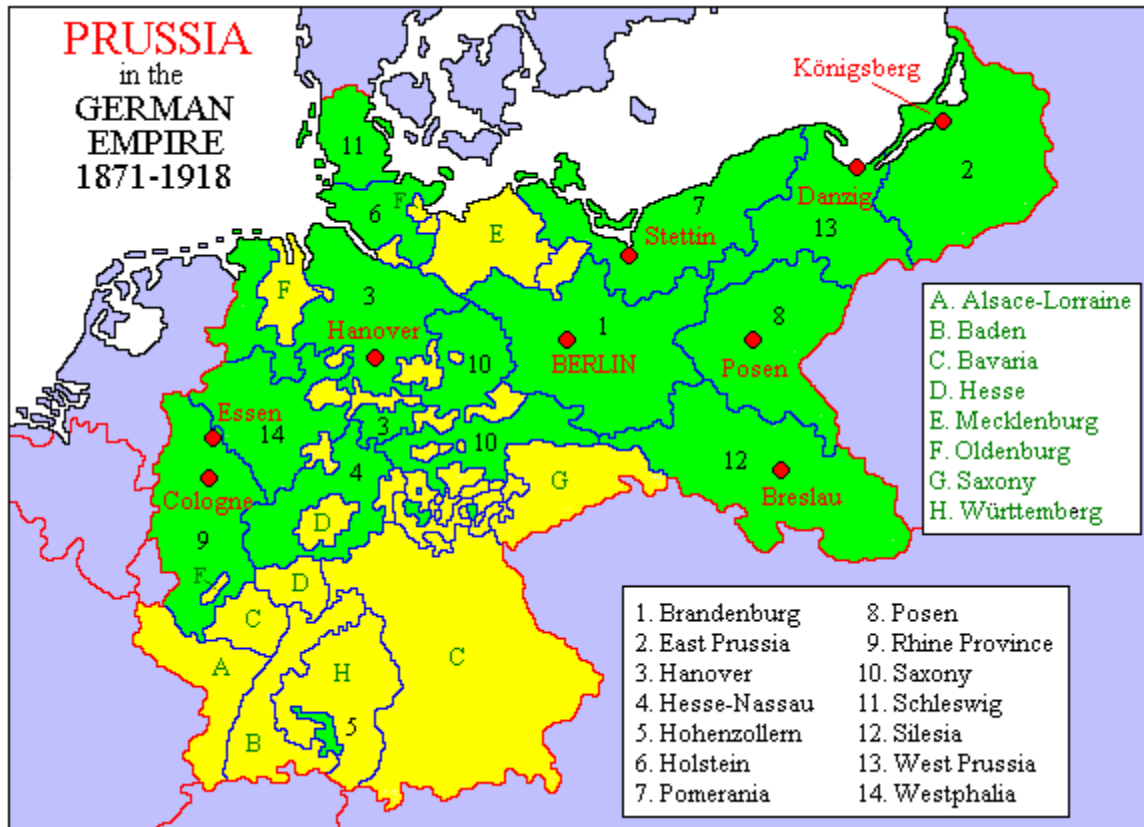 PRUSSIA
in the
GERMAN
EMPIRE
1871-1918
Königsberg
11
2
F
6
7
Danzig
13
E
Stettin
F
3
8
1
Hanover
10
BERLIN
Posen
Essen
14
3
10
12
4
G
Breslau
Cologne
D
9
F
D
C
A
H
C
5
B
A. Alsace-Lorraine
B. Baden
C. Bavaria
D. Hesse
E. Mecklenburg
F. Oldenburg
G. Saxony
H. Württemberg
1. Brandenburg
2. East Prussia
3. Hanover
4. Hesse-Nassau
5. Hohenzollern
6. Holstein
7. Pomerania
8. Posen
9. Rhine Province
10. Saxony
11. Schleswig
12. Silesia
13. West Prussia
14. Westphalia